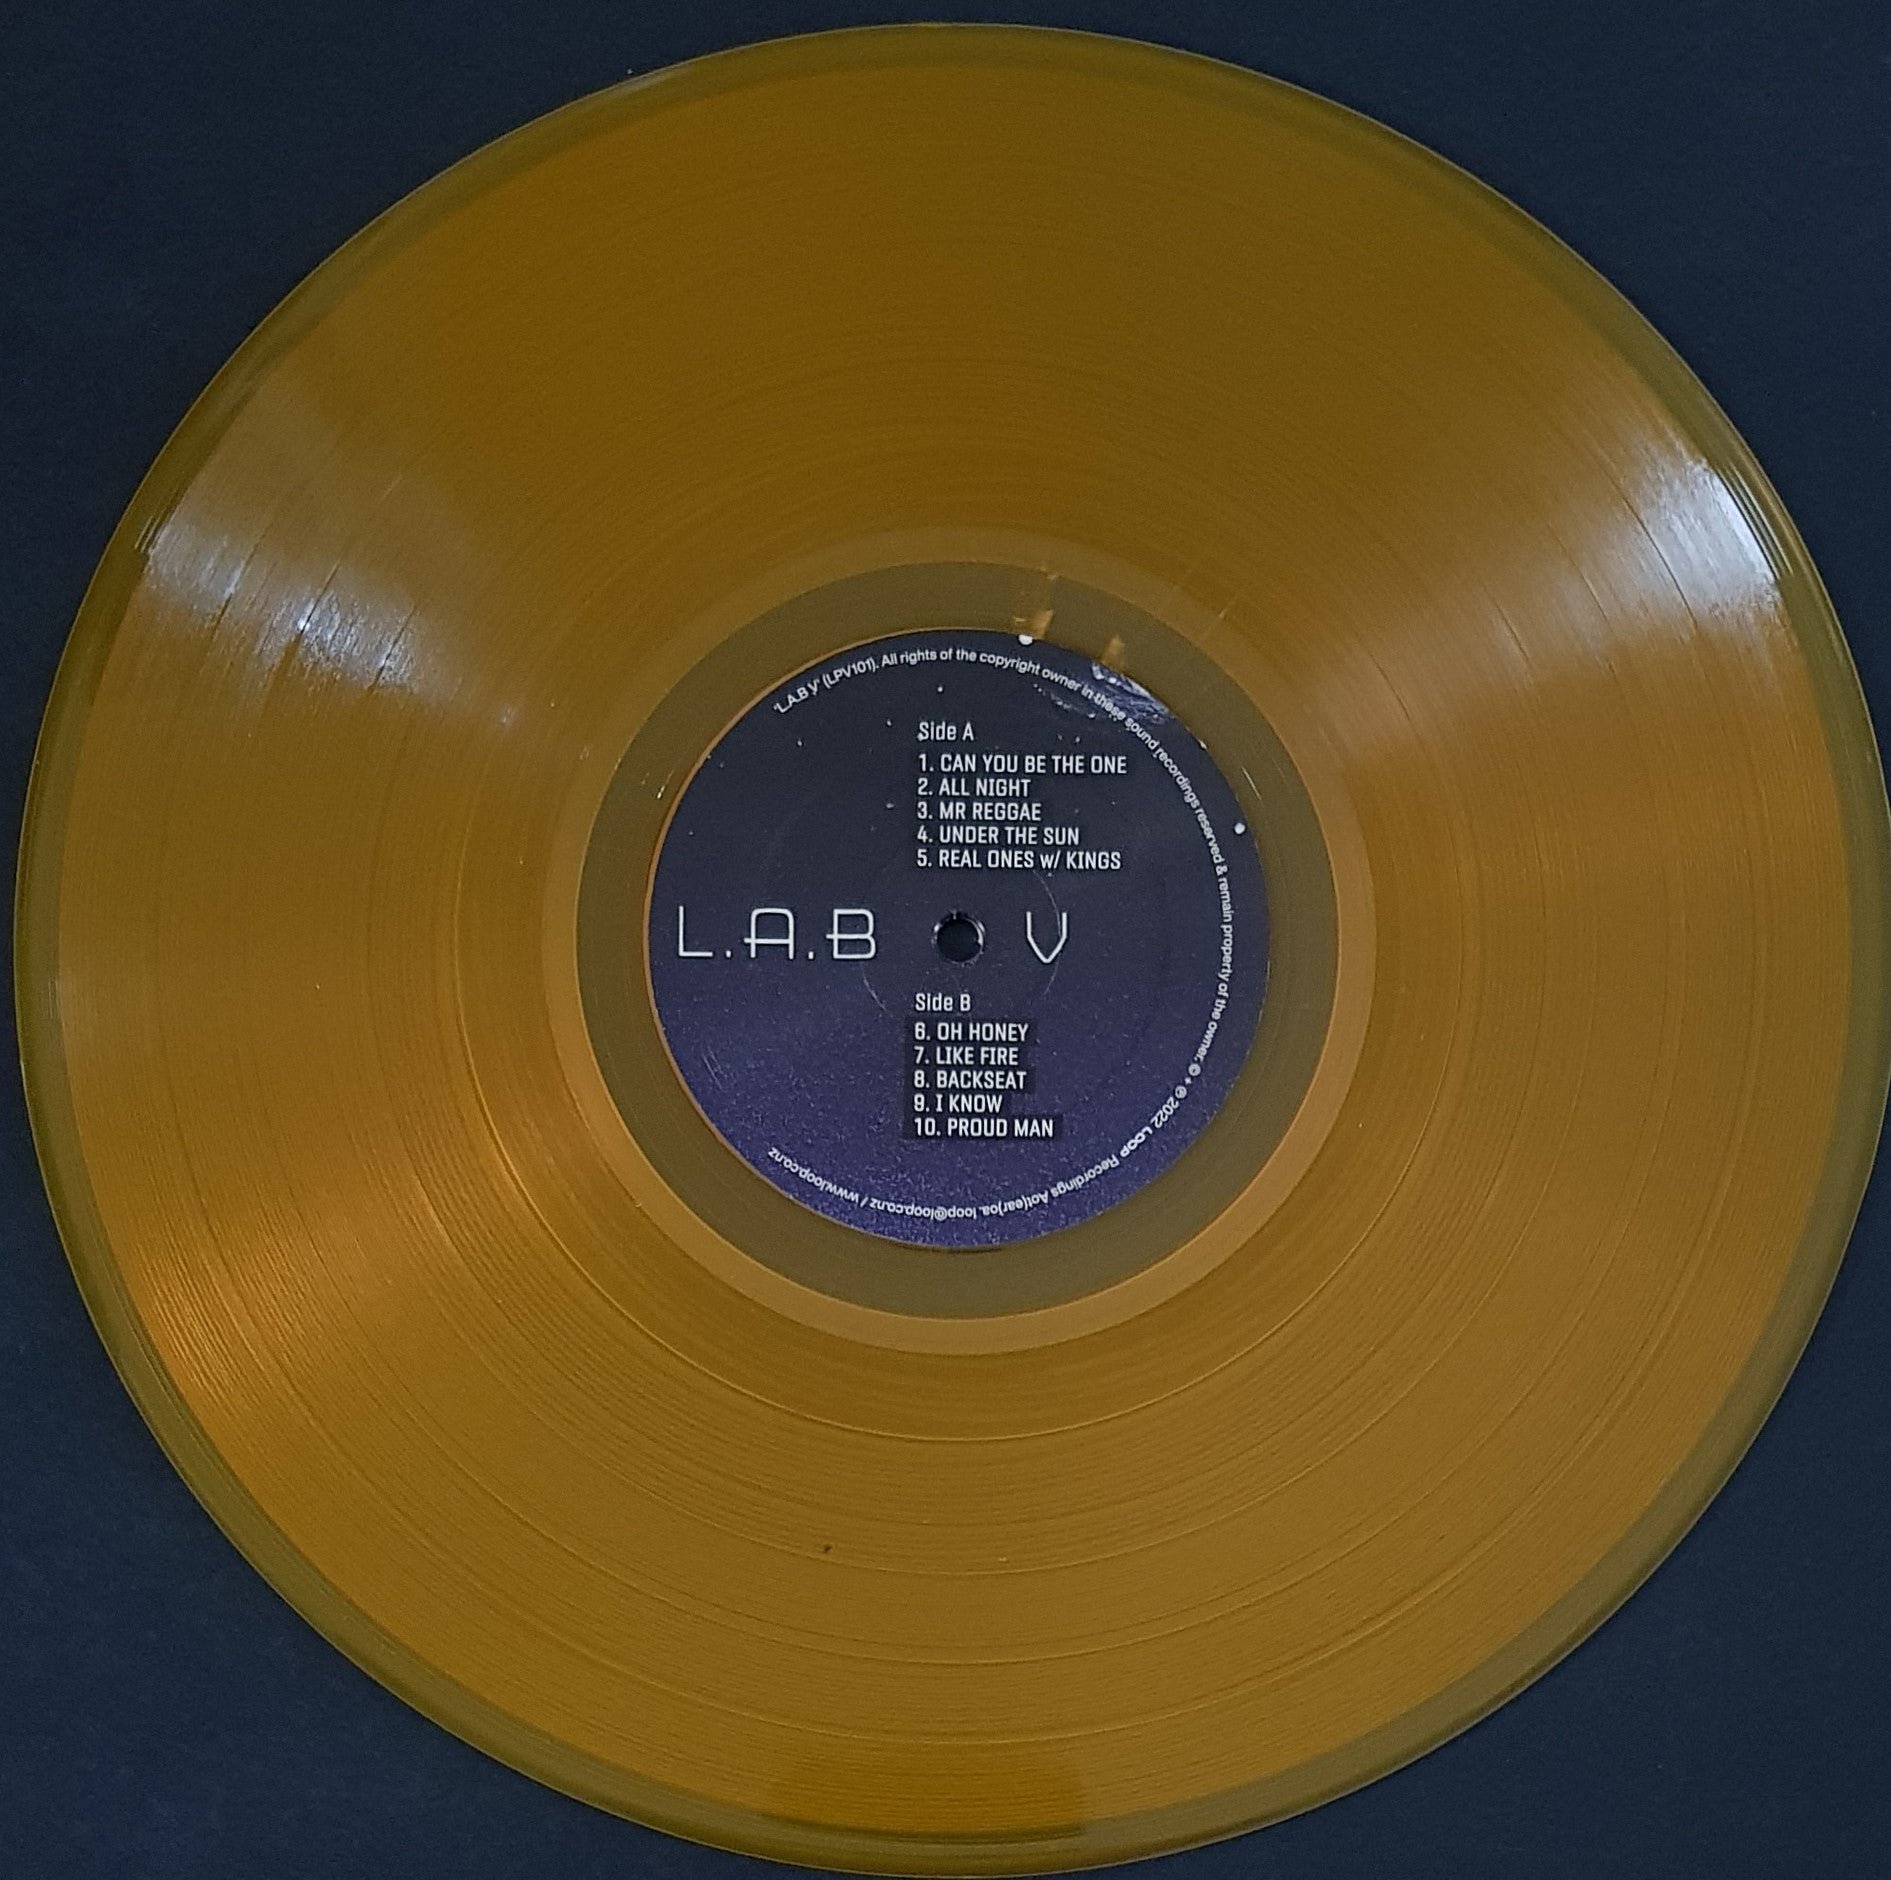 'L.A.B V' (LPV101). All rights of the copyright owner in these sound recordings reserved & remain property of the owner. © + ℗ 2022 LOOP Recordings Aot(ear)oa. loop@loop.co.nz / www.loop.co.nz
Side A
1. CAN YOU BE THE ONE
2. ALL NIGHT
3. MR REGGAE
4. UNDER THE SUN
5. REAL ONES w/ KINGS
L.A.B V
Side B
6. OH HONEY
7. LIKE FIRE
8. BACKSEAT
9. I KNOW
10. PROUD MAN